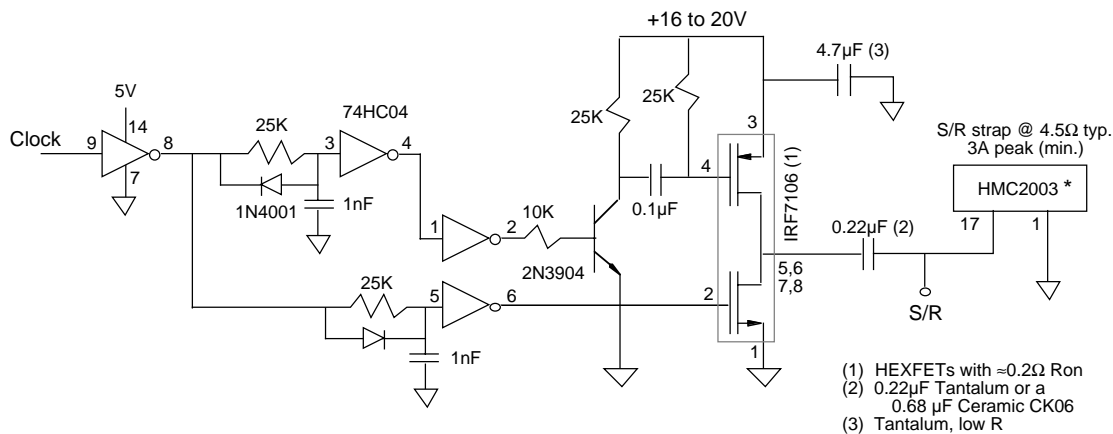 +16 to 20V
4.7µF (3)
5V
74HC04
25K
25K
25K
Clock
9
14
8
7
3
4
1N4001
1nF
3
4
0.1µF
IRF7106 (1)
S/R strap @ 4.5Ω typ.
3A peak (min.)
HMC2003 *
17
1
0.22µF (2)
1
2
10K
2N3904
25K
5
6
2
5,6
7,8
S/R
1nF
1
(1) HEXFETs with ≈0.2Ω Ron
(2) 0.22µF Tantalum or a
0.68 µF Ceramic CK06
(3) Tantalum, low R